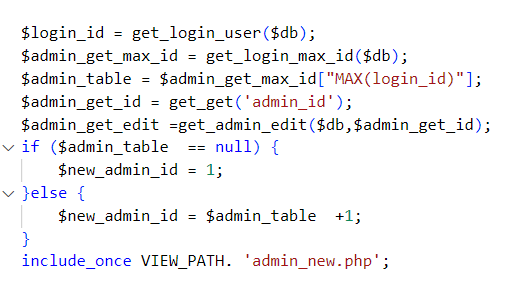 $login_id = get_login_user($db);
$admin_get_max_id = get_login_max_id($db);
$admin_table = $admin_get_max_id["MAX(login_id)"];
$admin_get_id = get_get('admin_id');
$admin_get_edit =get_admin_edit($db,$admin_get_id);
if ($admin_table  == null) {
    $new_admin_id = 1;
}else {
    $new_admin_id = $admin_table  +1;
}
include_once VIEW_PATH. 'admin_new.php';